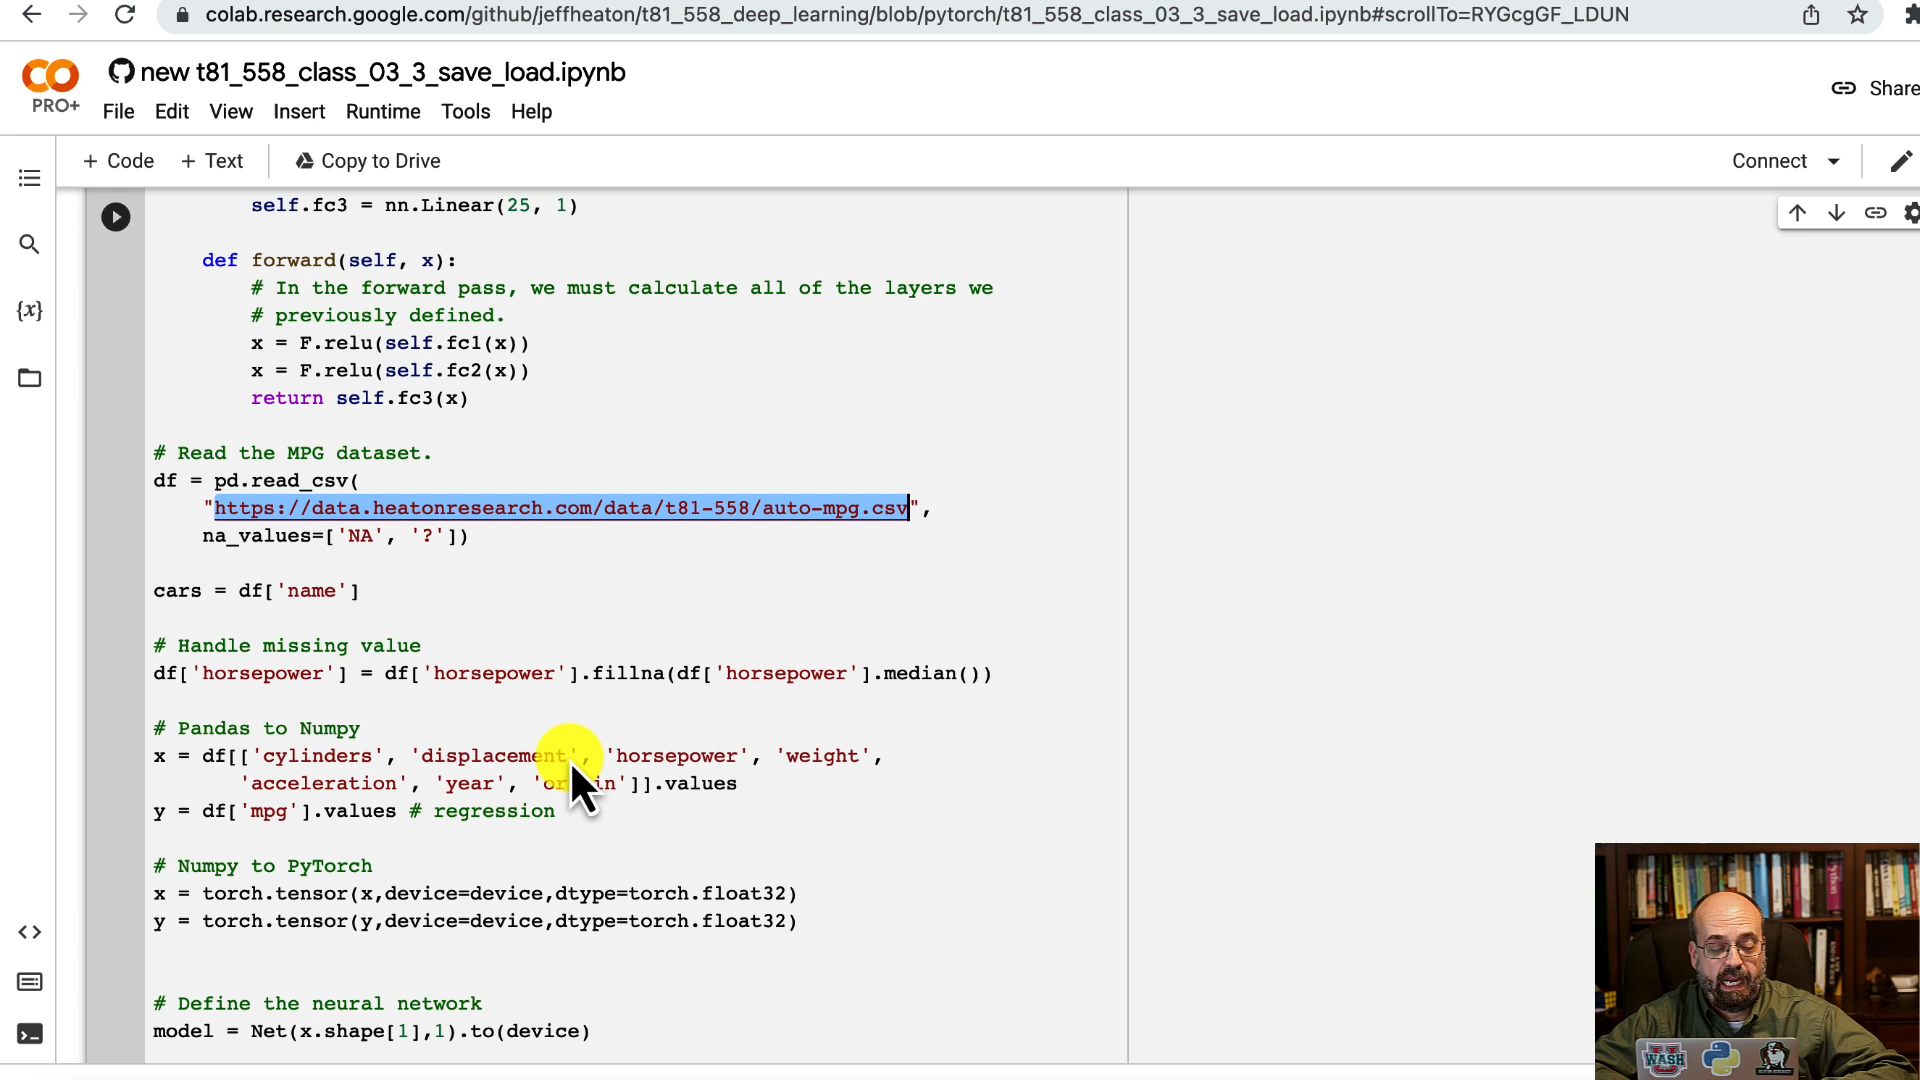 colab.research.google.com/github/jeffheaton/t81_558_deep_learning/blob/pytorch/t81_558_class_03_3_save_load.ipynb#scrollTo=RYGcgGF_LDUN
new t81_558_class_03_3_save_load.ipynb
PRO+
File Edit View Insert Runtime Tools Help
Share
+ Code + Text Copy to Drive
Connect
self.fc3 = nn.Linear(25, 1)
def forward(self, x):
# In the forward pass, we must calculate all of the layers we
# previously defined.
x = F.relu(self.fc1(x))
x = F.relu(self.fc2(x))
return self.fc3(x)
# Read the MPG dataset.
df = pd.read_csv(
"https://data.heatonresearch.com/data/t81-558/auto-mpg.csv",
na_values=['NA', '?'])
cars = df['name']
# Handle missing value
df['horsepower'] = df['horsepower'].fillna(df['horsepower'].median())
# Pandas to Numpy
x = df[['cylinders', 'displacement', 'horsepower', 'weight',
'acceleration', 'year', 'origin']].values
y = df['mpg'].values # regression
# Numpy to PyTorch
x = torch.tensor(x,device=device,dtype=torch.float32)
y = torch.tensor(y,device=device,dtype=torch.float32)
# Define the neural network
model = Net(x.shape[1],1).to(device)
WASH